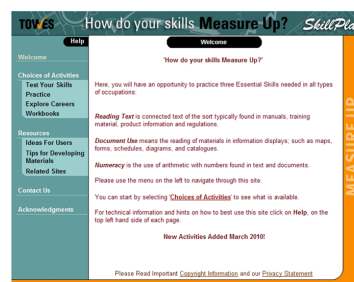 TOWES How do your skills Measure Up? SkillPla
Help
Welcome
Welcome
Choices of Activities
Test Your Skills
Practice
Explore Careers
Workbooks
Resources
Ideas For Users
Tips for Developing
Materials
Related Sites
Contact Us
Acknowledgments
'How do your skills Measure Up?'
Here, you will have an opportunity to practice three Essential Skills needed in all types
of occupations:
Reading Text is connected text of the sort typically found in manuals, training
material, product information and regulations.
Document Use means the reading of materials in information displays; such as maps,
forms, schedules, diagrams, and catalogues.
Numeracy is the use of arithmetic with numbers found in text and documents.
Please use the menu on the left to navigate through this site.
You can start by selecting 'Choices of Activities' to see what is available.
For technical information and hints on how to best use this site click on Help, on the
top left hand side of each page.
New Activities Added March 2010!
Please Read Important Copyright Information and our Privacy Statement
MEASURE UP